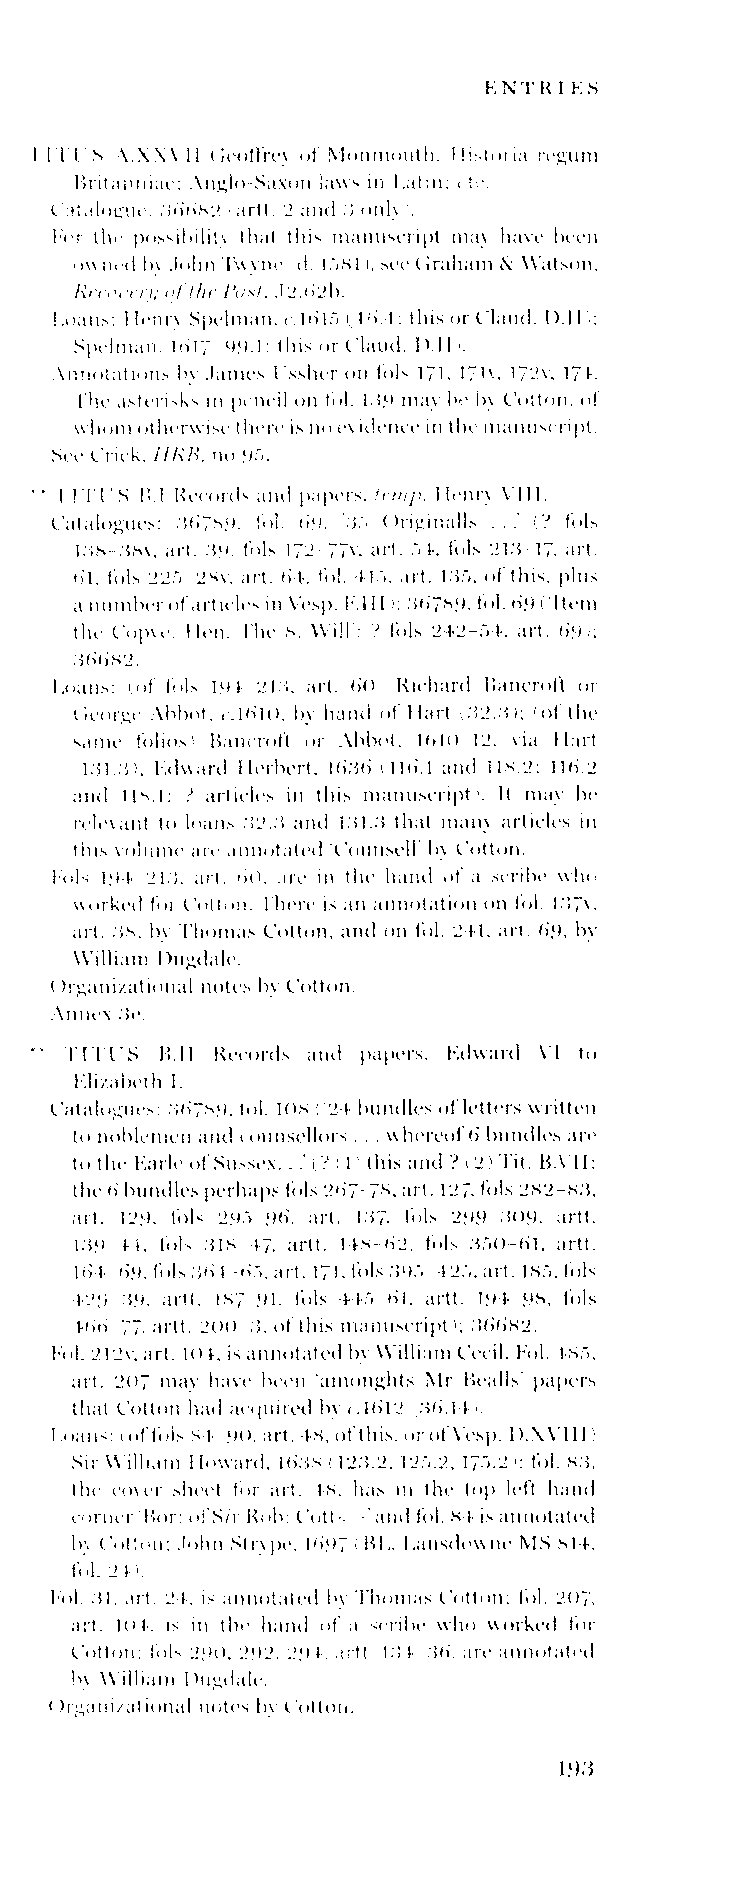 ENTRIES
TITUS A.XXVII Geoffrey of Monmouth, Historia regum
Britanniae; Anglo-Saxon laws in Latin; etc.
Catalogue: 36682 (artt. 2 and 3 only).
For the possibility that this manuscript may have been
owned by John Twyne (d. 1581), see Graham & Watson,
Recovery of the Past, J2.62b.
Loans: Henry Spelman, c.1615 (46.4: this or Claud. D.II);
Spelman, 1617 (99.1: this or Claud. D.II).
Annotations by James Ussher on fols 171, 171v, 172v, 174.
The asterisks in pencil on fol. 139 may be by Cotton, of
whom otherwise there is no evidence in the manuscript.
See Crick, HRB, no 95.
** TITUS B.I Records and papers, temp. Henry VIII.
Catalogues: 36789, fol. 69, '35 Originalls . . .' (? fols
138-38v, art. 39, fols 172-77v, art. 54, fols 213-17, art.
61, fols 225-28v, art. 64, fol. 415, art. 135, of this, plus
a number of articles in Vesp. F.III); 36789, fol. 69 ('Item
the Copye. Hen. The 8. Will': ? fols 242-54, art. 69);
36682.
Loans: (of fols 194-213, art. 60) Richard Bancroft or
George Abbot, c.1610, by hand of Hart (32.3); (of the
same folios) Bancroft or Abbot, 1610-12, via Hart
(131.3), Edward Herbert, 1636 (116.1 and 118.2; 116.2
and 118.1: ? articles in this manuscript). It may be
relevant to loans 32.3 and 131.3 that many articles in
this volume are annotated 'Counsell' by Cotton.
Fols 194-213, art. 60, are in the hand of a scribe who
worked for Cotton. There is an annotation on fol. 137v,
art. 38, by Thomas Cotton, and on fol. 241, art. 69, by
William Dugdale.
Organizational notes by Cotton.
Annex 3e.
** TITUS B.II Records and papers, Edward VI to
Elizabeth I.
Catalogues: 36789, fol. 108 ('24 bundles of letters written
to noblemen and counsellors . . . whereof 6 bundles are
to the Earle of Sussex. . .' (? (1) this and ? (2) Tit. B.VII:
the 6 bundles perhaps fols 267-78, art. 127, fols 282-83,
art. 129, fols 295-96, art. 137, fols 299-309, artt.
139-44, fols 318-47, artt. 148-62, fols 350-61, artt.
164-69, fols 364-65, art. 171, fols 395-425, art. 185, fols
429-39, artt. 187-91, fols 445-61, artt. 194-98, fols
466-77, artt. 200-3, of this manuscript); 36682.
Fol. 212v, art. 104, is annotated by William Cecil. Fol. 485,
art. 207 may have been 'amonghts Mr Bealls' papers
that Cotton had acquired by c.1612 (36.14).
Loans: (of fols 84-90, art. 48, of this, or of Vesp. D.XVIII)
Sir William Howard, 1638 (123.2, 125.2, 175.2): fol. 83,
the cover sheet for art. 48, has in the top left hand
corner 'Bor: of S/r Rob: Cott<. .>' and fol. 84 is annotated
by Cotton; John Strype, 1697 (BL, Lansdowne MS 814,
fol. 24).
Fol. 31, art. 24, is annotated by Thomas Cotton; fol. 207,
art. 104, is in the hand of a scribe who worked for
Cotton; fols 290, 292, 294, artt. 134-36, are annotated
by William Dugdale.
Organizational notes by Cotton.
193